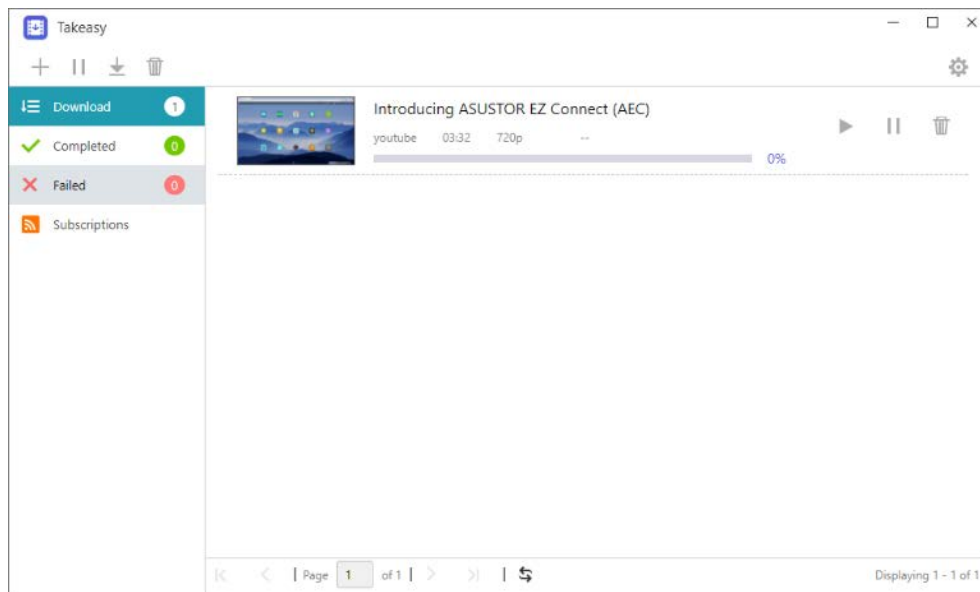 Takeasy
Download 1
Completed 0
Failed 0
Subscriptions
Introducing ASUSTOR EZ Connect (AEC)
youtube 03:32 720p --
0%
Page 1 of 1
Displaying 1 - 1 of 1